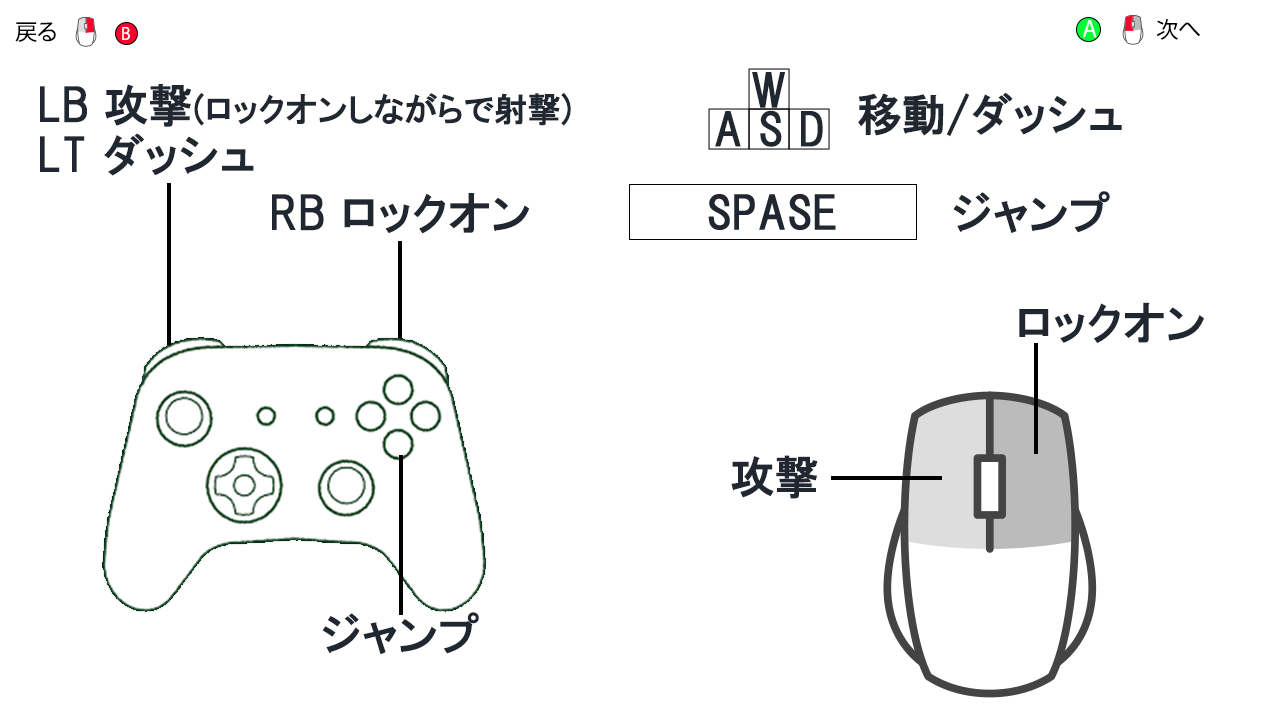 戻る B
A 次へ
LB 攻撃(ロックオンしながらで射撃)
LT ダッシュ
RB ロックオン
ジャンプ
W
A S D 移動/ダッシュ
SPASE ジャンプ
ロックオン
攻撃